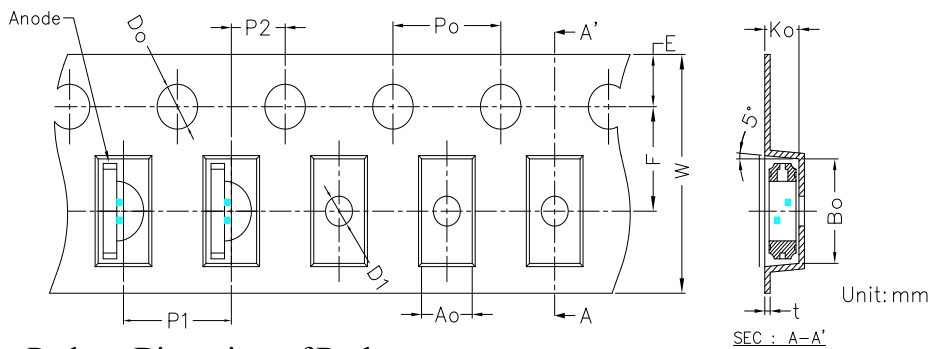 Anode
Do
P2
Po
A'
E
Ko
5°
F
W
Bo
D1
Ao
P1
A
t
Unit: mm
SEC : A-A'